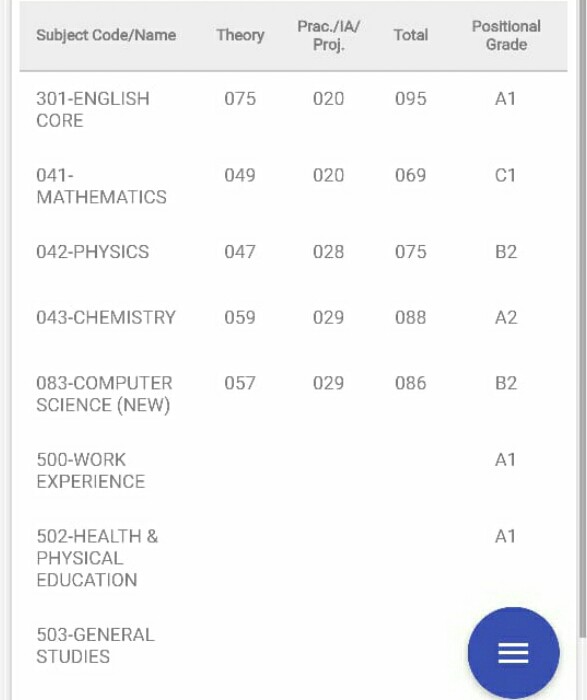 Subject Code/Name Theory Prac./IA/ Proj. Total Positional Grade
301-ENGLISH 075 020 095 A1
CORE
041- 049 020 069 C1
MATHEMATICS
042-PHYSICS 047 028 075 B2
043-CHEMISTRY 059 029 088 A2
083-COMPUTER 057 029 086 B2
SCIENCE (NEW)
500-WORK A1
EXPERIENCE
502-HEALTH & A1
PHYSICAL
EDUCATION
503-GENERAL
STUDIES